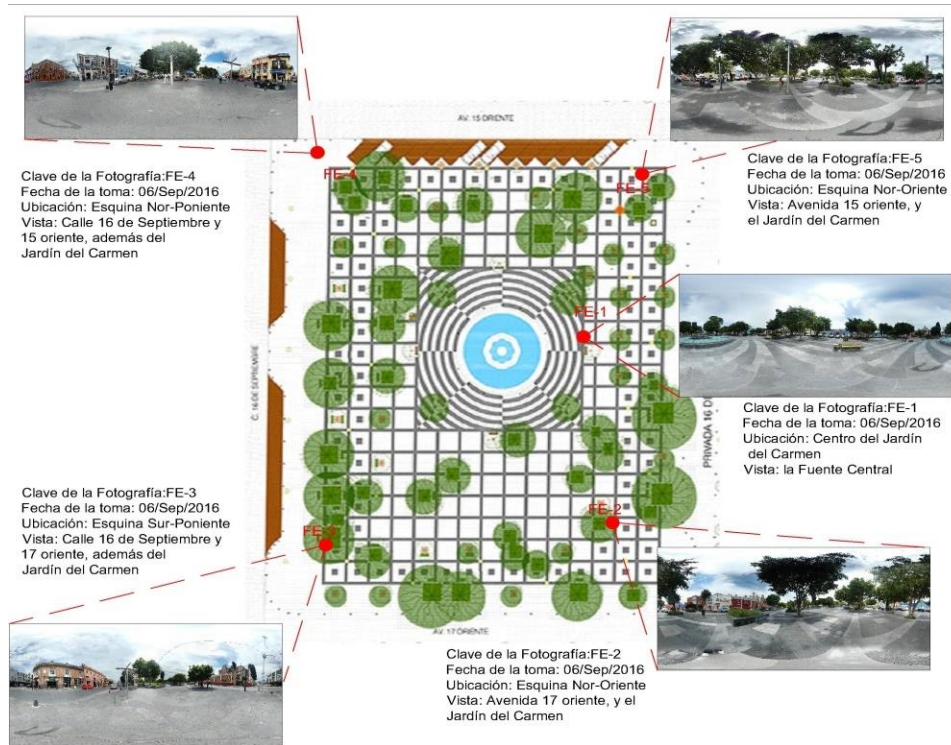 AV. 15 ORIENTE
Clave de la Fotografía:FE-4
Fecha de la toma: 06/Sep/2016
Ubicación: Esquina Nor-Poniente
Vista: Calle 16 de Septiembre y
15 oriente, además del
Jardín del Carmen
FE-4
FE-5
Clave de la Fotografía:FE-5
Fecha de la toma: 06/Sep/2016
Ubicación: Esquina Nor-Oriente
Vista: Avenida 15 oriente, y
el Jardín del Carmen
FE-1
C. 16 DE SEPTIEMBRE
PRIVADA 16 DE
Clave de la Fotografía:FE-1
Fecha de la toma: 06/Sep/2016
Ubicación: Centro del Jardín
del Carmen
Vista: la Fuente Central
Clave de la Fotografía:FE-3
Fecha de la toma: 06/Sep/2016
Ubicación: Esquina Sur-Poniente
Vista: Calle 16 de Septiembre y
17 oriente, además del
Jardín del Carmen
FE-3
FE-2
AV. 17 ORIENTE
Clave de la Fotografía:FE-2
Fecha de la toma: 06/Sep/2016
Ubicación: Esquina Nor-Oriente
Vista: Avenida 17 oriente, y el
Jardín del Carmen